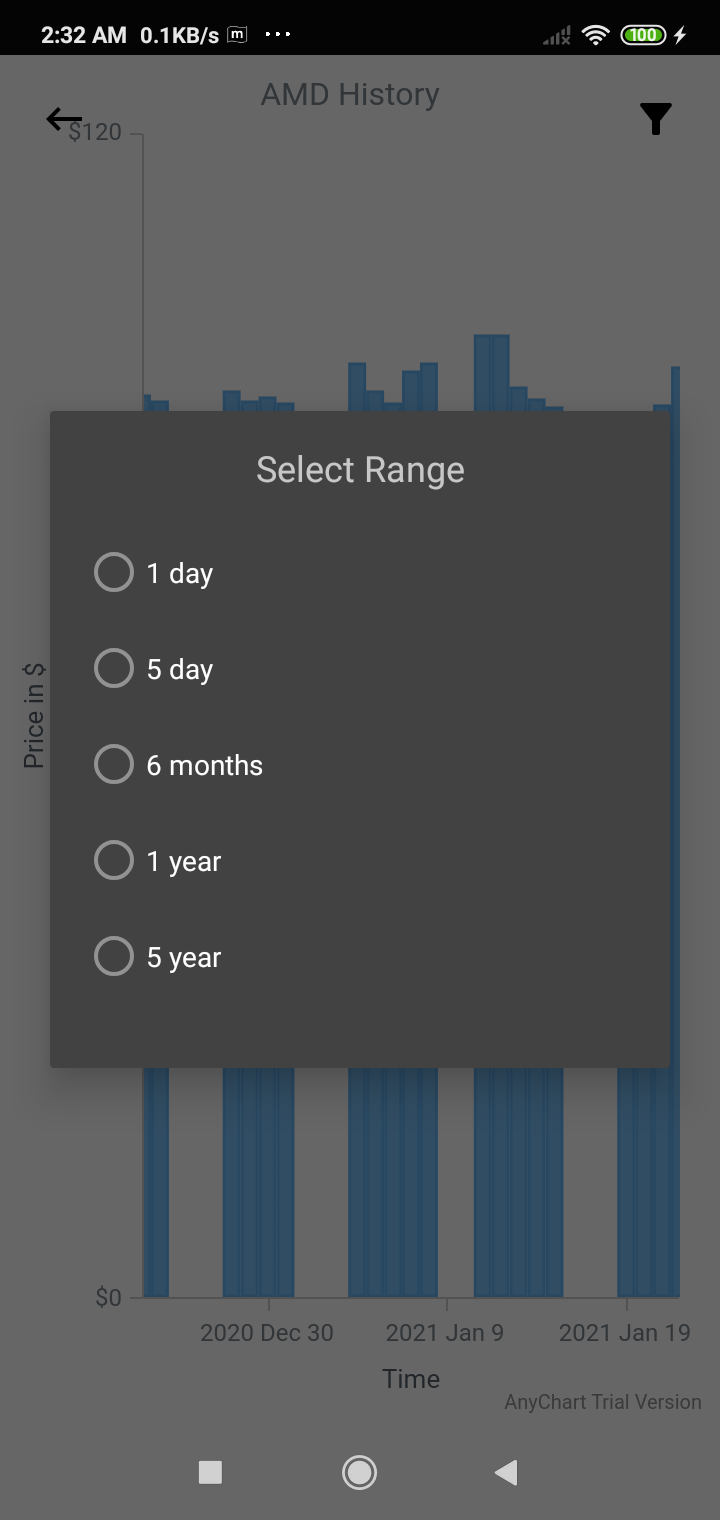 2:32 AM 0.1KB/s m ...
100
AMD History
$120
Select Range
1 day
5 day
6 months
1 year
5 year
Price in $
$0
2020 Dec 30
2021 Jan 9
2021 Jan 19
Time
AnyChart Trial Version